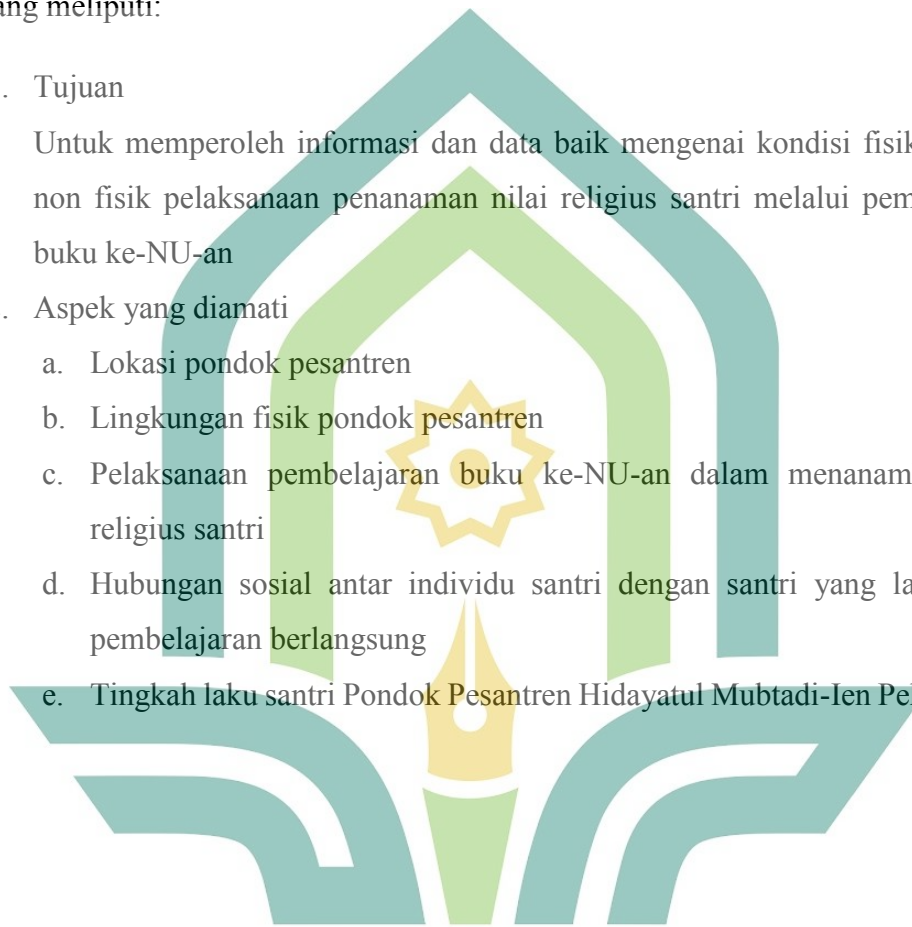 meliputi:
. Tujuan
Untuk memperoleh informasi dan data baik mengenai kondisi fisik
non fisik pelaksanaan penanaman nilai religius santri melalui pem
buku ke-NU-an
. Aspek yang diamati
a. Lokasi pondok pesantren
b. Lingkungan fisik pondok pesantren
c. Pelaksanaan pembelajaran buku ke-NU-an dalam menanam
religius santri
d. Hubungan sosial antar individu santri dengan santri yang la
pembelajaran berlangsung
e. Tingkah laku santri Pondok Pesantren Hidayatul Mubtadi-Ien